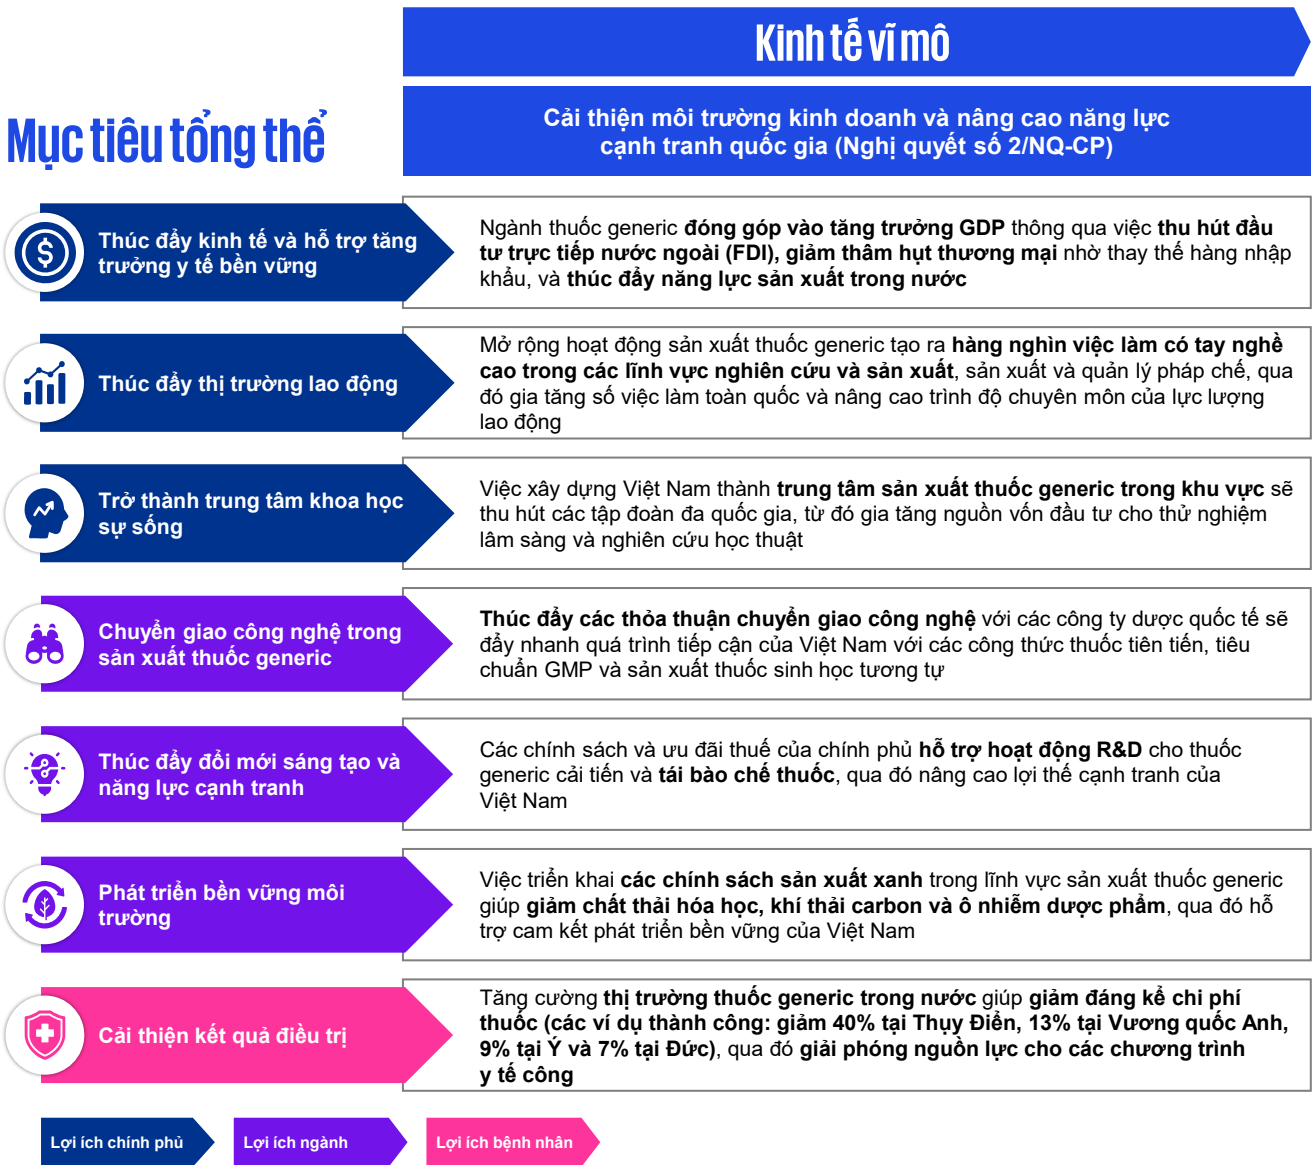 Kinh tế vĩ mô
Mục tiêu tổng thể
Cải thiện môi trường kinh doanh và nâng cao năng lực
cạnh tranh quốc gia (Nghị quyết số 2/NQ-CP)
Thúc đẩy kinh tế và hỗ trợ tăng
trưởng y tế bền vững
Ngành thuốc generic đóng góp vào tăng trưởng GDP thông qua việc thu hút đầu
tư trực tiếp nước ngoài (FDI), giảm thâm hụt thương mại nhờ thay thế hàng nhập
khẩu, và thúc đẩy năng lực sản xuất trong nước
Thúc đẩy thị trường lao động
Mở rộng hoạt động sản xuất thuốc generic tạo ra hàng nghìn việc làm có tay nghề
cao trong các lĩnh vực nghiên cứu và sản xuất, sản xuất và quản lý pháp chế, qua
đó gia tăng số việc làm toàn quốc và nâng cao trình độ chuyên môn của lực lượng
lao động
Trở thành trung tâm khoa học
sự sống
Việc xây dựng Việt Nam thành trung tâm sản xuất thuốc generic trong khu vực sẽ
thu hút các tập đoàn đa quốc gia, từ đó gia tăng nguồn vốn đầu tư cho thử nghiệm
lâm sàng và nghiên cứu học thuật
Chuyển giao công nghệ trong
sản xuất thuốc generic
Thúc đẩy các thỏa thuận chuyển giao công nghệ với các công ty dược quốc tế sẽ
đẩy nhanh quá trình tiếp cận của Việt Nam với các công thức thuốc tiên tiến, tiêu
chuẩn GMP và sản xuất thuốc sinh học tương tự
Thúc đẩy đổi mới sáng tạo và
năng lực cạnh tranh
Các chính sách và ưu đãi thuế của chính phủ hỗ trợ hoạt động R&D cho thuốc
generic cải tiến và tái bào chế thuốc, qua đó nâng cao lợi thế cạnh tranh của
Việt Nam
Phát triển bền vững môi
trường
Việc triển khai các chính sách sản xuất xanh trong lĩnh vực sản xuất thuốc generic
giúp giảm chất thải hóa học, khí thải carbon và ô nhiễm dược phẩm, qua đó hỗ
trợ cam kết phát triển bền vững của Việt Nam
Cải thiện kết quả điều trị
Tăng cường thị trường thuốc generic trong nước giúp giảm đáng kể chi phí
thuốc (các ví dụ thành công: giảm 40% tại Thụy Điển, 13% tại Vương quốc Anh,
9% tại Ý và 7% tại Đức), qua đó giải phóng nguồn lực cho các chương trình
y tế công
Lợi ích chính phủ
Lợi ích ngành
Lợi ích bệnh nhân